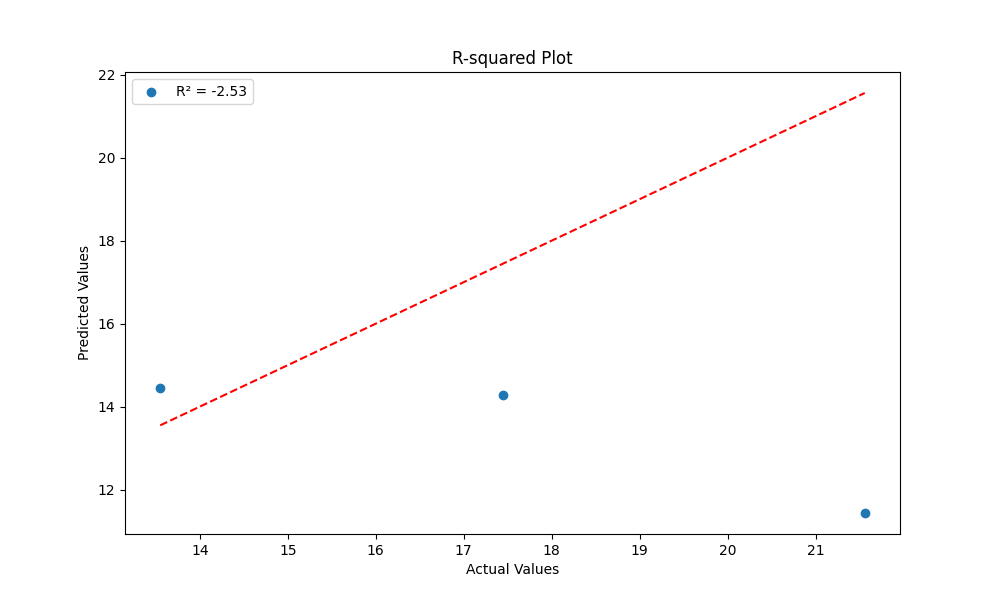 R-squared Plot
R² = -2.53
22
20
18
16
14
12
Predicted Values
14 15 16 17 18 19 20 21
Actual Values